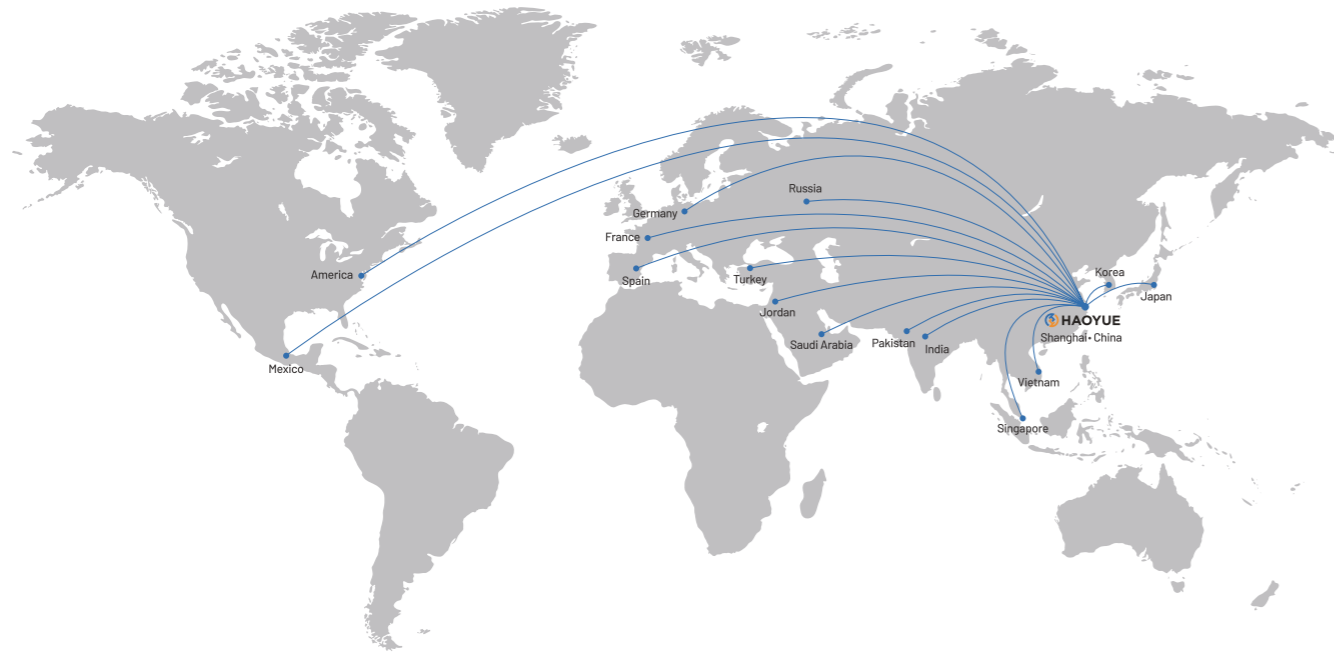 Russia
Germany
France
America
Spain
Turkey
Korea
Japan
Jordan
HAOYUE
Shanghai• China
Saudi Arabia
Pakistan
India
Mexico
Vietnam
Singapore